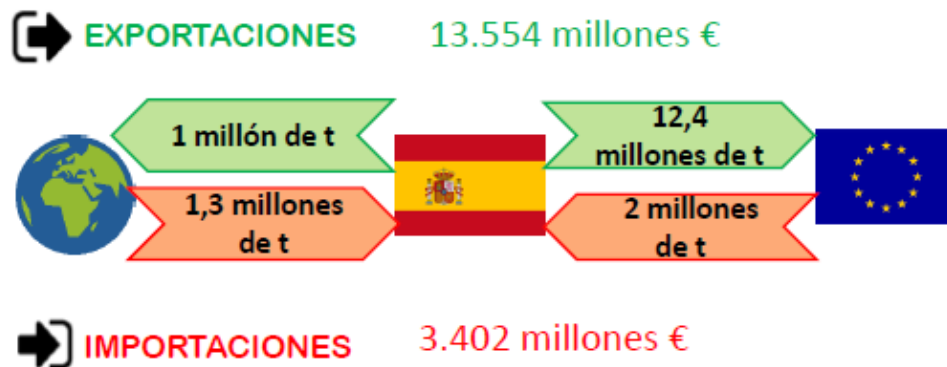 EXPORTACIONES 13.554 millones €
1 millón de t
12,4
millones de t
1,3 millones
de t
2 millones
de t
IMPORTACIONES 3.402 millones €